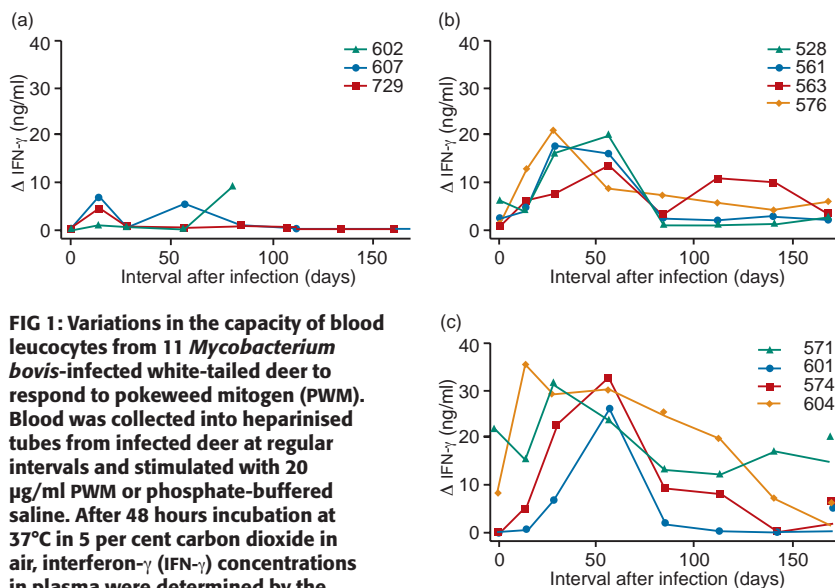 (a)
40
30
20
10
0
Δ IFN-γ (ng/ml)
602
607
729
0 50 100 150
Interval after infection (days)
(b)
40
30
20
10
0
Δ IFN-γ (ng/ml)
528
561
563
576
0 50 100 150
Interval after infection (days)
FIG 1: Variations in the capacity of blood
leucocytes from 11 Mycobacterium
bovis-infected white-tailed deer to
respond to pokeweed mitogen (PWM).
Blood was collected into heparinised
tubes from infected deer at regular
intervals and stimulated with 20
µg/ml PWM or phosphate-buffered
saline. After 48 hours incubation at
37°C in 5 per cent carbon dioxide in
air, interferon-γ (IFN-γ) concentrations
in plasma were determined by the
(c)
40
30
20
10
0
Δ IFN-γ (ng/ml)
571
601
574
604
0 50 100 150
Interval after infection (days)